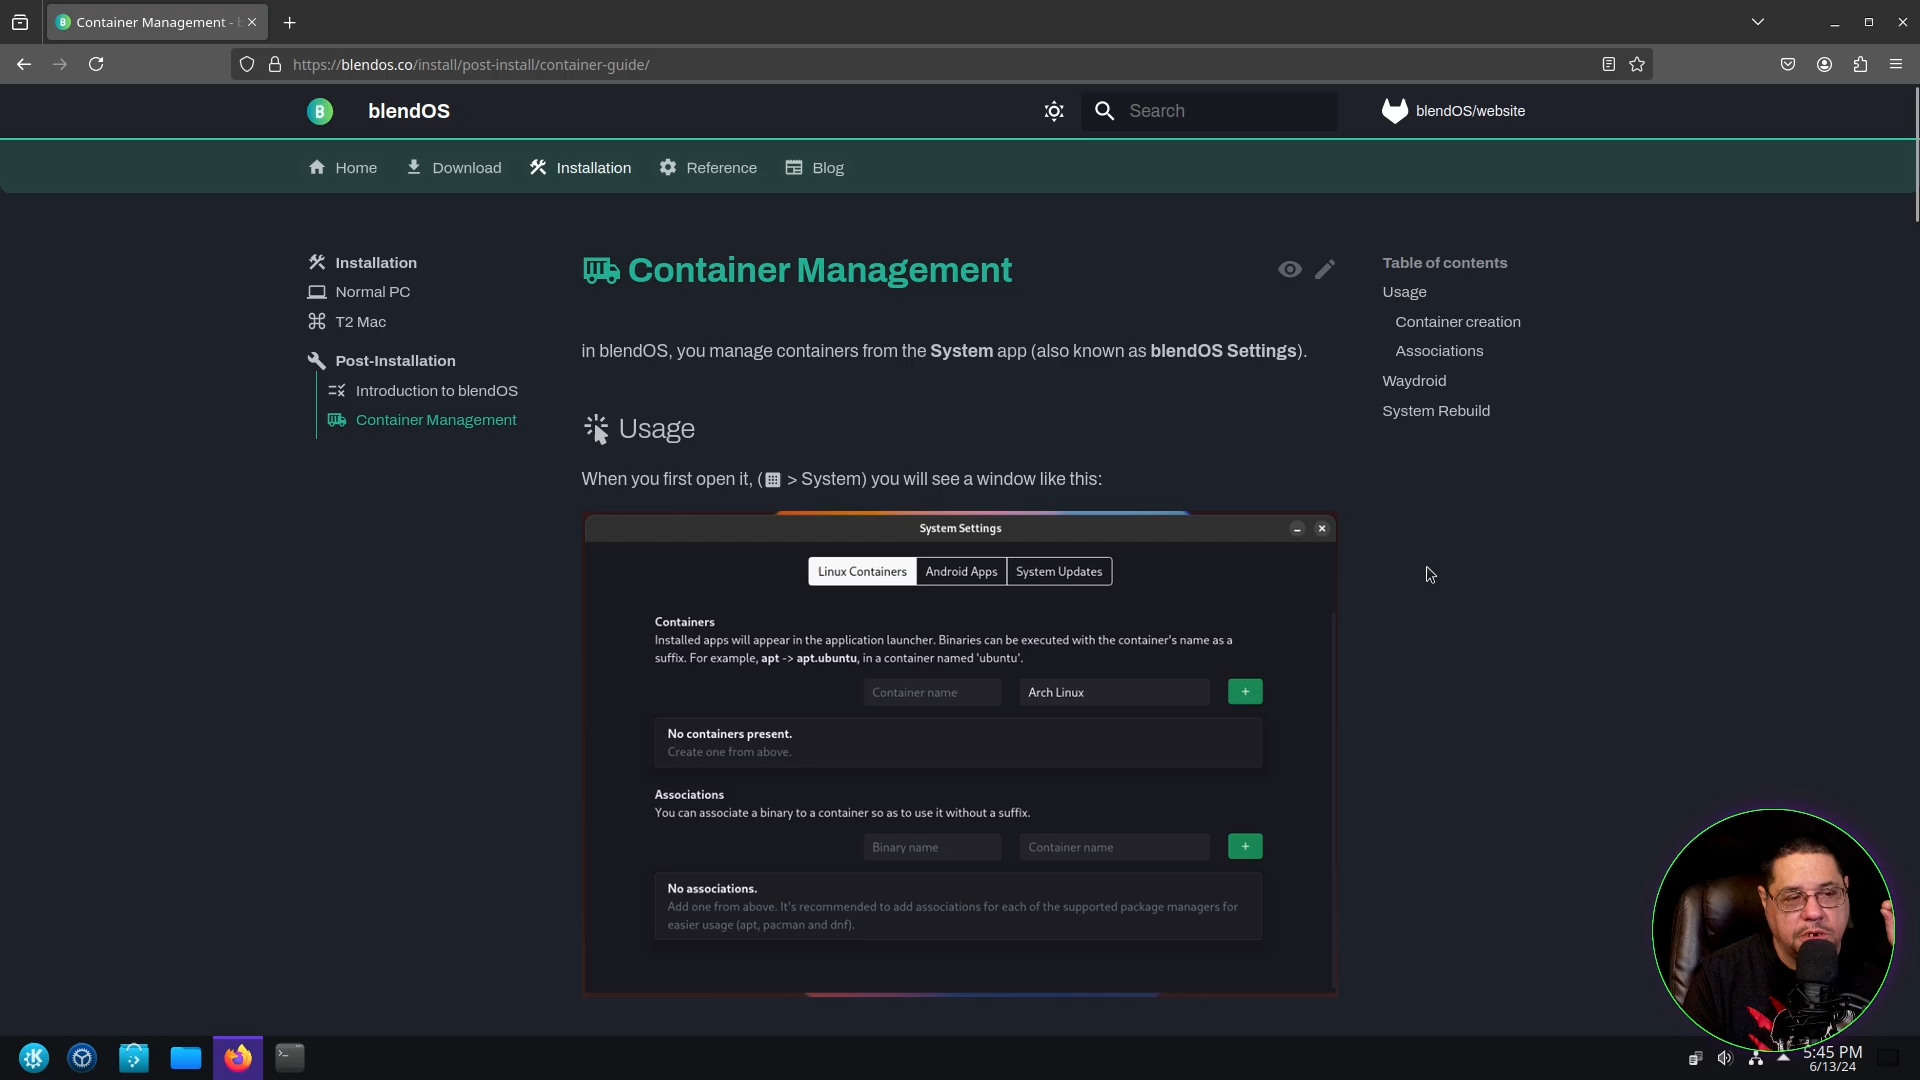 Container Management - b
https://blendos.co/install/post-install/container-guide/
B
blendOS
Search
blendOS/website
Home
Download
Installation
Reference
Blog
Installation
Normal PC
T2 Mac
Post-Installation
Introduction to blendOS
Container Management
Container Management
in blendOS, you manage containers from the System app (also known as blendOS Settings).
Usage
When you first open it, ( > System) you will see a window like this:
System Settings
Linux Containers
Android Apps
System Updates
Containers
Installed apps will appear in the application launcher. Binaries can be executed with the container's name as a
suffix. For example, apt -> apt.ubuntu, in a container named 'ubuntu'.
Container name
Arch Linux
+
No containers present.
Create one from above.
Associations
You can associate a binary to a container so as to use it without a suffix.
Binary name
Container name
+
No associations.
Add one from above. It's recommended to add associations for each of the supported package managers for
easier usage (apt, pacman and dnf).
Table of contents
Usage
Container creation
Associations
Waydroid
System Rebuild
5:45 PM
6/13/24